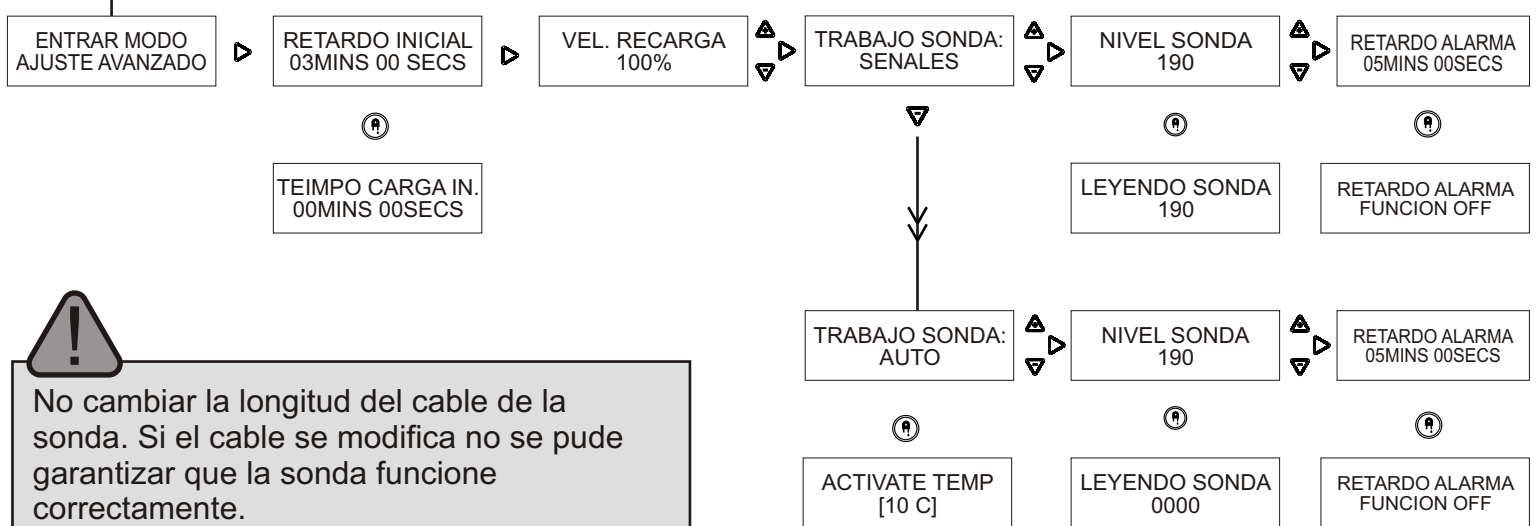 ENTRAR MODO
AJUSTE AVANZADO
RETARDO INICIAL
03MINS 00 SECS
VEL. RECARGA
100%
TRABAJO SONDA:
SENALES
NIVEL SONDA
190
RETARDO ALARMA
05MINS 00SECS
TEIMPO CARGA IN.
00MINS 00SECS
LEYENDO SONDA
190
RETARDO ALARMA
FUNCION OFF
TRABAJO SONDA:
AUTO
NIVEL SONDA
190
RETARDO ALARMA
05MINS 00SECS
ACTIVATE TEMP
[10 C]
LEYENDO SONDA
0000
RETARDO ALARMA
FUNCION OFF
!
No cambiar la longitud del cable de la
sonda. Si el cable se modifica no se pude
garantizar que la sonda funcione
correctamente.